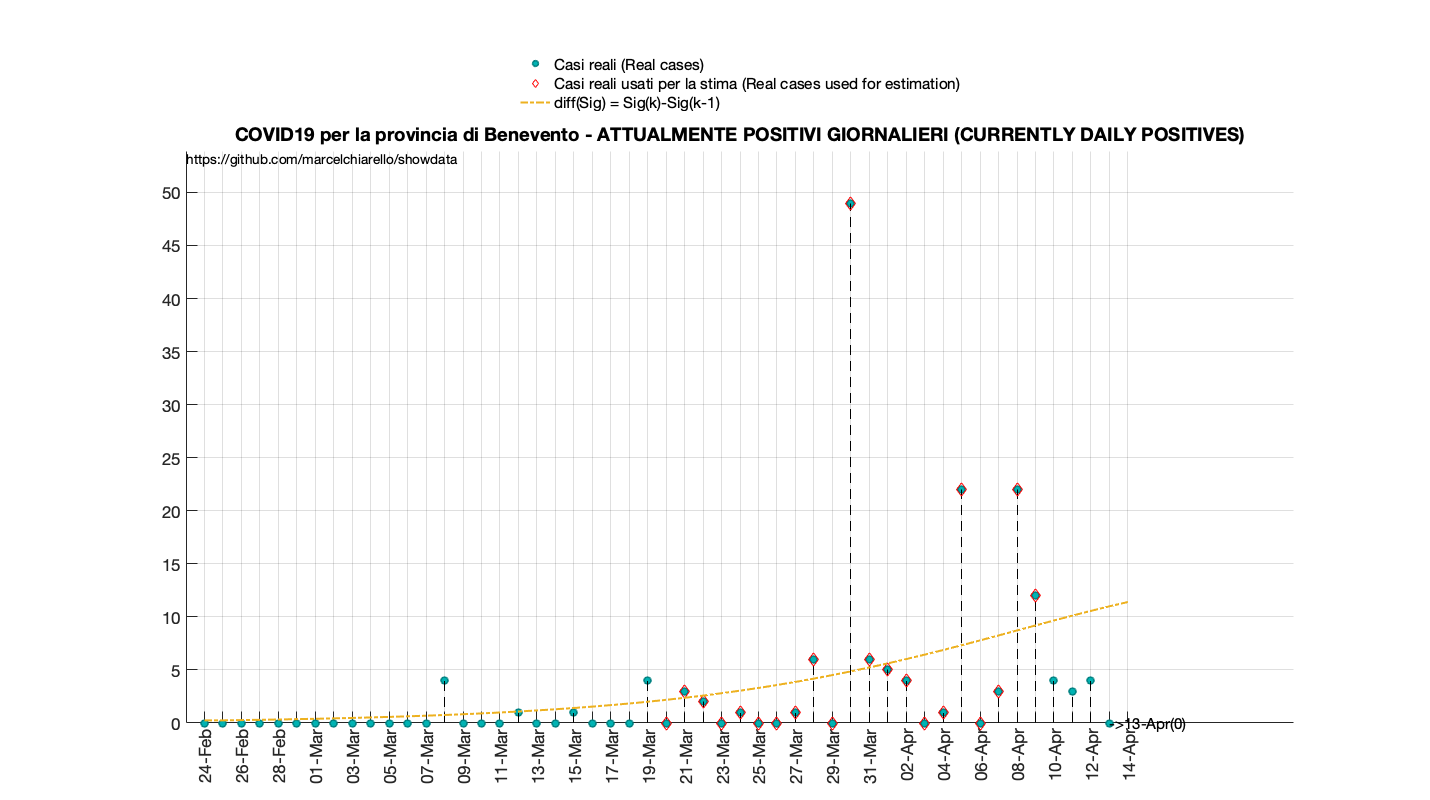 Casi reali (Real cases)
Casi reali usati per la stima (Real cases used for estimation)
diff(Sig) = Sig(k)-Sig(k-1)
COVID19 per la provincia di Benevento - ATTUALMENTE POSITIVI GIORNALIERI (CURRENTLY DAILY POSITIVES)
https://github.com/marcelchiarello/showdata
50
45
40
35
30
25
20
15
10
5
0
->13-Apr(0)
24-Feb
26-Feb
28-Feb
01-Mar
03-Mar
05-Mar
07-Mar
09-Mar
11-Mar
13-Mar
15-Mar
17-Mar
19-Mar
21-Mar
23-Mar
25-Mar
27-Mar
29-Mar
31-Mar
02-Apr
04-Apr
06-Apr
08-Apr
10-Apr
12-Apr
14-Apr